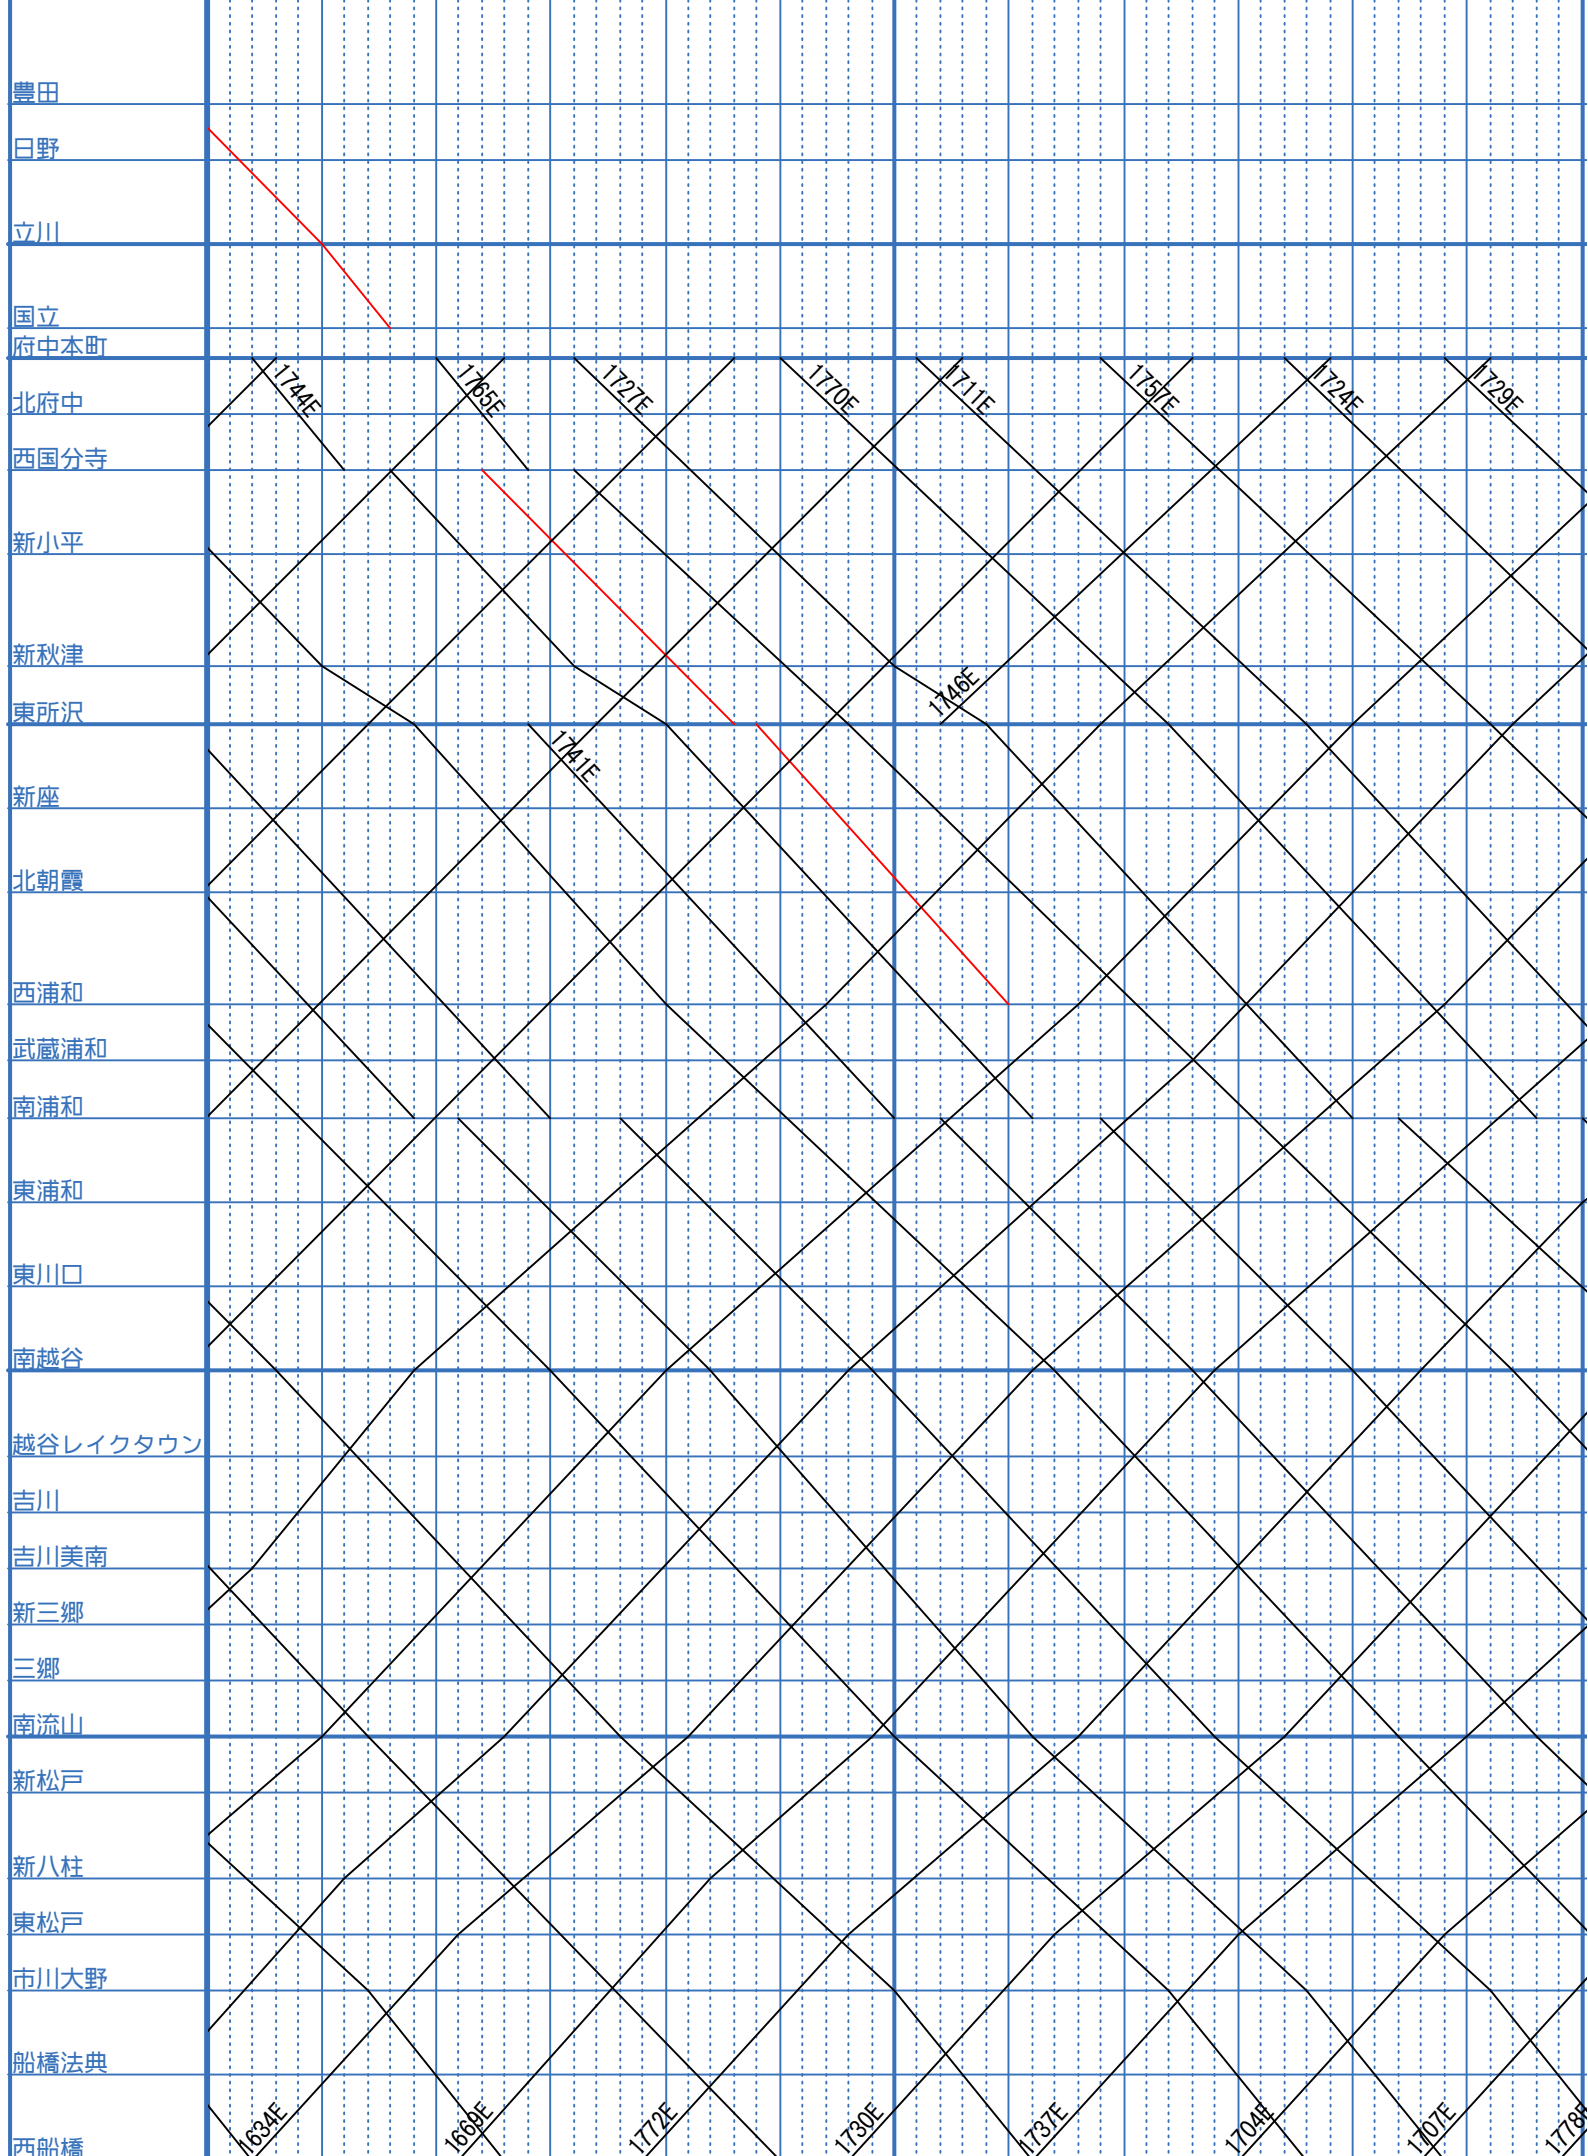 豊田
日野
立川
国立
府中本町
1744E
1765E
1727E
1770E
1711E
1757E
1724E
1729E
北府中
西国分寺
新小平
新秋津
1746E
東所沢
1741E
新座
北朝霞
西浦和
武蔵浦和
南浦和
東浦和
東川口
南越谷
越谷レイクタウン
吉川
吉川美南
新三郷
三郷
南流山
新松戸
新八柱
東松戸
市川大野
船橋法典
1634E
1669E
1772E
1730E
1737E
1704E
1707E
1778E
西船橋